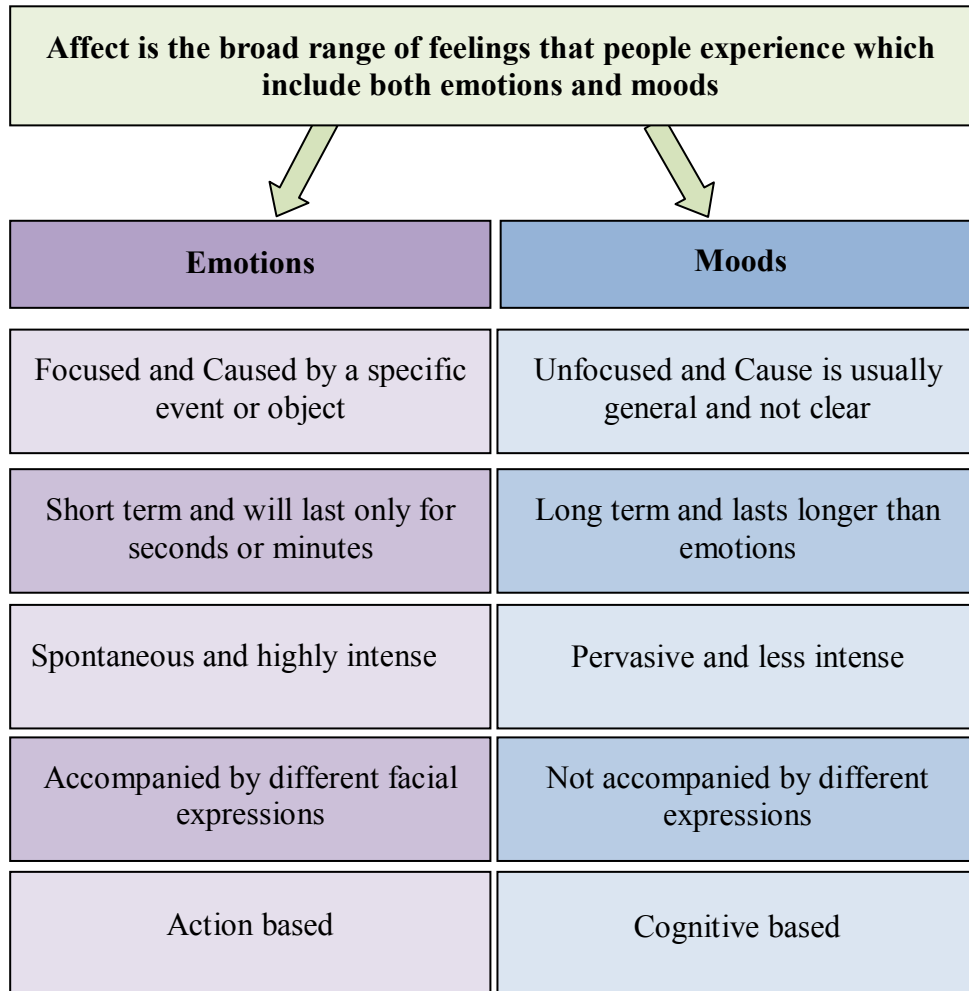 Affect is the broad range of feelings that people experience which
include both emotions and moods
Emotions
Moods
Focused and Caused by a specific
event or object
Unfocused and Cause is usually
general and not clear
Short term and will last only for
seconds or minutes
Long term and lasts longer than
emotions
Spontaneous and highly intense
Pervasive and less intense
Accompanied by different facial
expressions
Not accompanied by different
expressions
Action based
Cognitive based